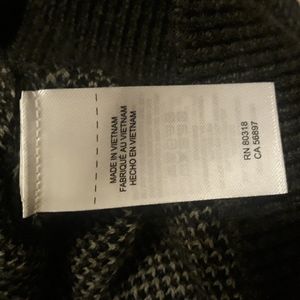 MADE IN VIETNAM
FABRIQUÉ AU VIETNAM
HECHO EN VIETNAM
RN 80318
CA 56897